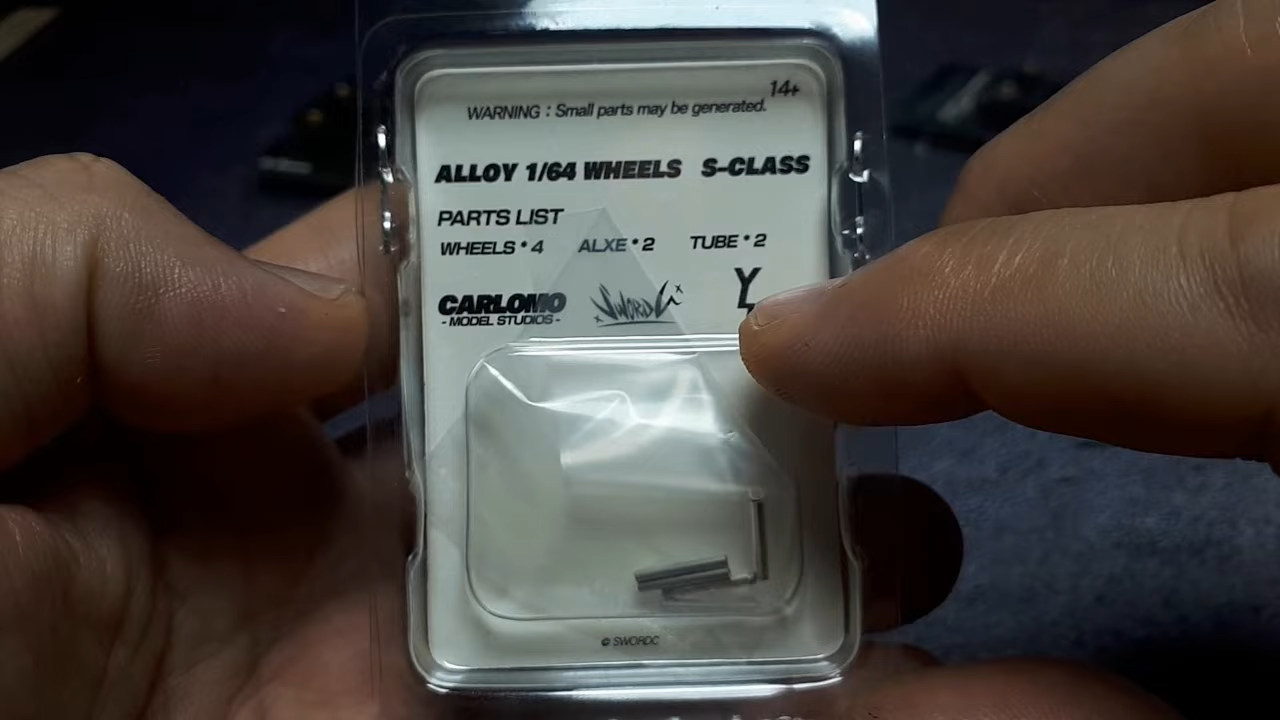 14+
WARNING : Small parts may be generated.
ALLOY 1/64 WHEELS S-CLASS
PARTS LIST
WHEELS * 4 ALXE * 2 TUBE * 2
CARLOMO SWORDC Y
- MODEL STUDIOS -
© SWORDC